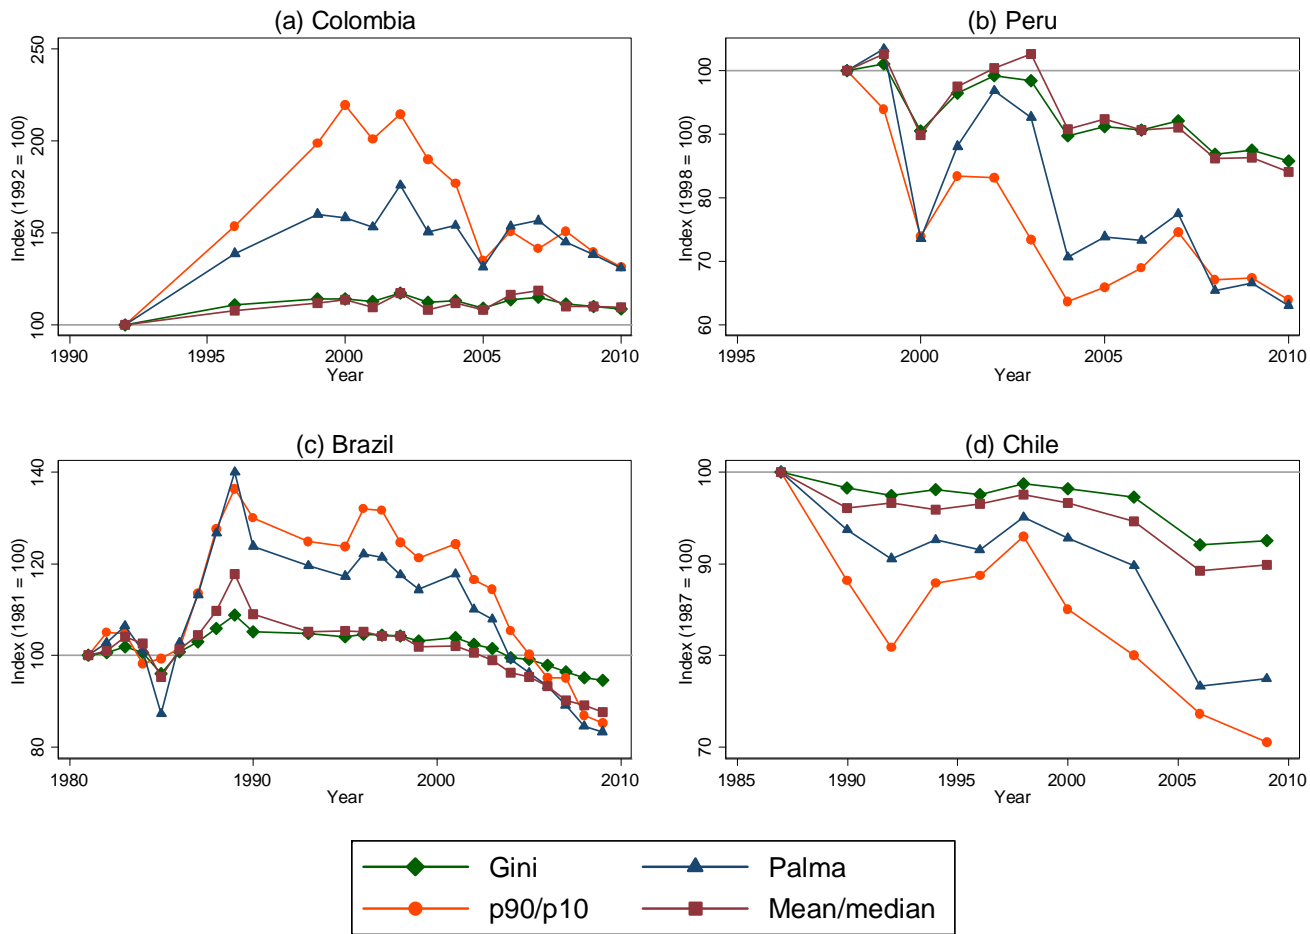 (a) Colombia
Index (1992 = 100)
250
200
150
100
1990 1995 2000 2005 2010
Year
(b) Peru
Index (1998 = 100)
100
90
80
70
60
1995 2000 2005 2010
Year
(c) Brazil
Index (1981 = 100)
140
120
100
80
1980 1990 2000 2010
Year
(d) Chile
Index (1987 = 100)
100
90
80
70
1985 1990 1995 2000 2005 2010
Year
Gini Palma
p90/p10 Mean/median